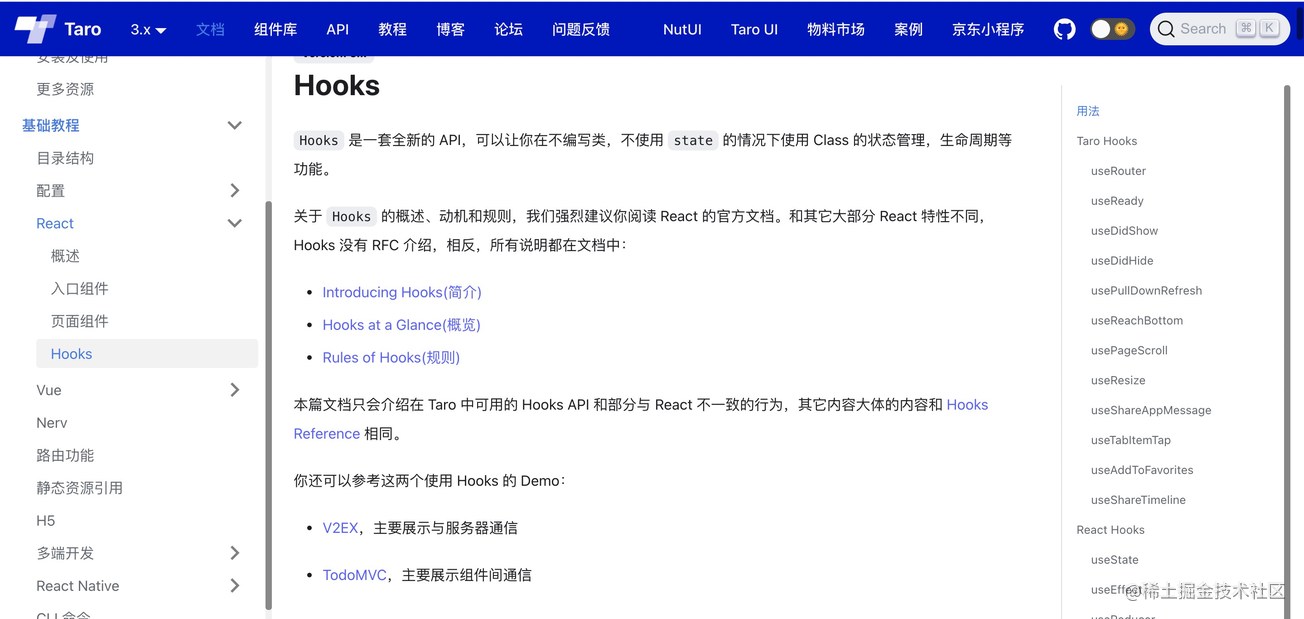 Taro
3.x
文档
组件库
API
教程
博客
论坛
问题反馈
NutUI
Taro UI
物料市场
案例
京东小程序
Search
⌘
K
安装及使用
更多资源
基础教程
目录结构
配置
React
概述
入口组件
页面组件
Hooks
Vue
Nerv
路由功能
静态资源引用
H5
多端开发
React Native
CLI 命令
Hooks
Hooks 是一套全新的 API，可以让你在不编写类，不使用 state 的情况下使用 Class 的状态管理，生命周期等
功能。
关于 Hooks 的概述、动机和规则，我们强烈建议你阅读 React 的官方文档。和其它大部分 React 特性不同，
Hooks 没有 RFC 介绍，相反，所有说明都在文档中：
• Introducing Hooks(简介)
• Hooks at a Glance(概览)
• Rules of Hooks(规则)
本篇文档只会介绍在 Taro 中可用的 Hooks API 和部分与 React 不一致的行为，其它内容大体的内容和 Hooks
Reference 相同。
你还可以参考这两个使用 Hooks 的 Demo：
• V2EX，主要展示与服务器通信
• TodoMVC，主要展示组件间通信
用法
Taro Hooks
useRouter
useReady
useDidShow
useDidHide
usePullDownRefresh
useReachBottom
usePageScroll
useResize
useShareAppMessage
useTabItemTap
useAddToFavorites
useShareTimeline
React Hooks
useState
useEffect
useReducer
@稀土掘金技术社区